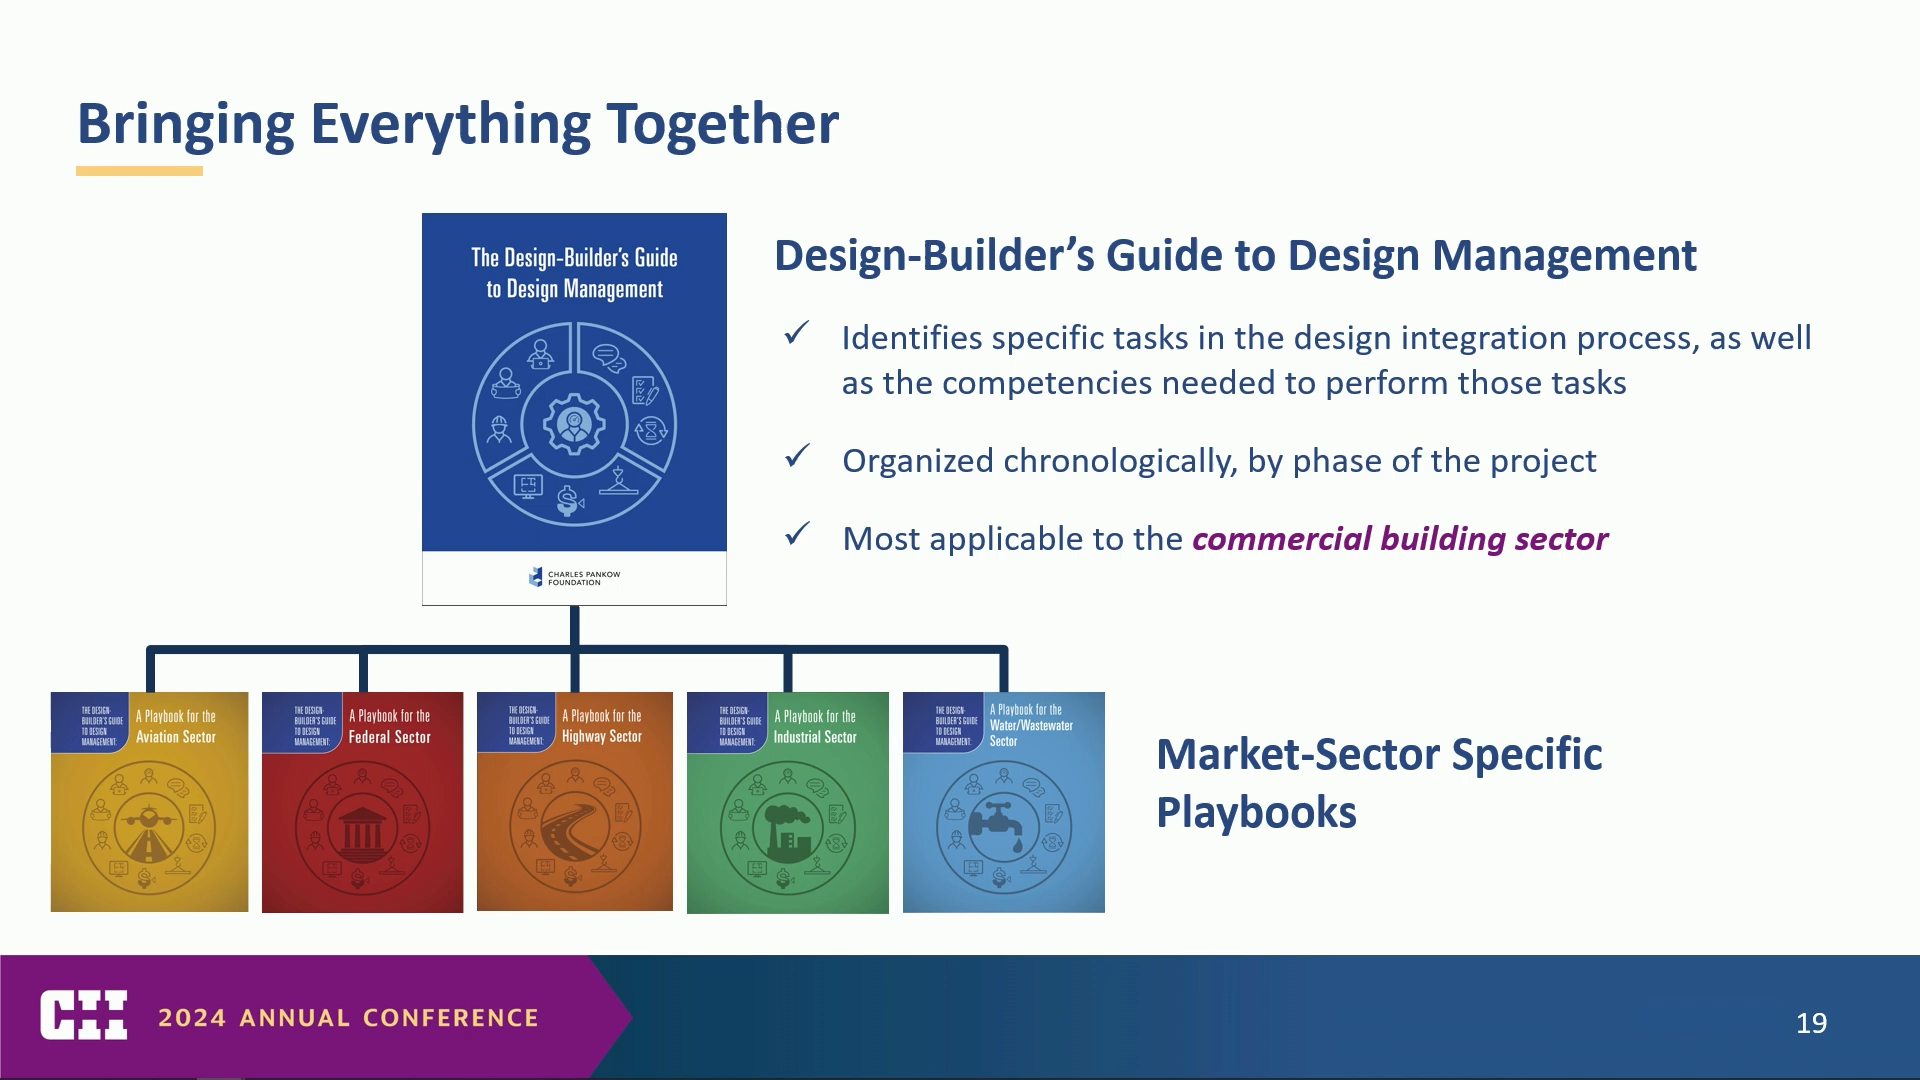 Bringing Everything Together
The Design-Builder's Guide
to Design Management
CHARLES PANKOW
FOUNDATION
Design-Builder’s Guide to Design Management
✓ Identifies specific tasks in the design integration process, as well
as the competencies needed to perform those tasks
✓ Organized chronologically, by phase of the project
✓ Most applicable to the commercial building sector
THE DESIGN-
BUILDER'S GUIDE
TO DESIGN
MANAGEMENT:
A Playbook for the
Aviation Sector
THE DESIGN-
BUILDER'S GUIDE
TO DESIGN
MANAGEMENT:
A Playbook for the
Federal Sector
THE DESIGN-
BUILDER'S GUIDE
TO DESIGN
MANAGEMENT:
A Playbook for the
Highway Sector
THE DESIGN-
BUILDER'S GUIDE
TO DESIGN
MANAGEMENT:
A Playbook for the
Industrial Sector
THE DESIGN-
BUILDER'S GUIDE
TO DESIGN
MANAGEMENT:
A Playbook for the
Water/Wastewater
Sector
Market-Sector Specific
Playbooks
CII
2024 ANNUAL CONFERENCE
19